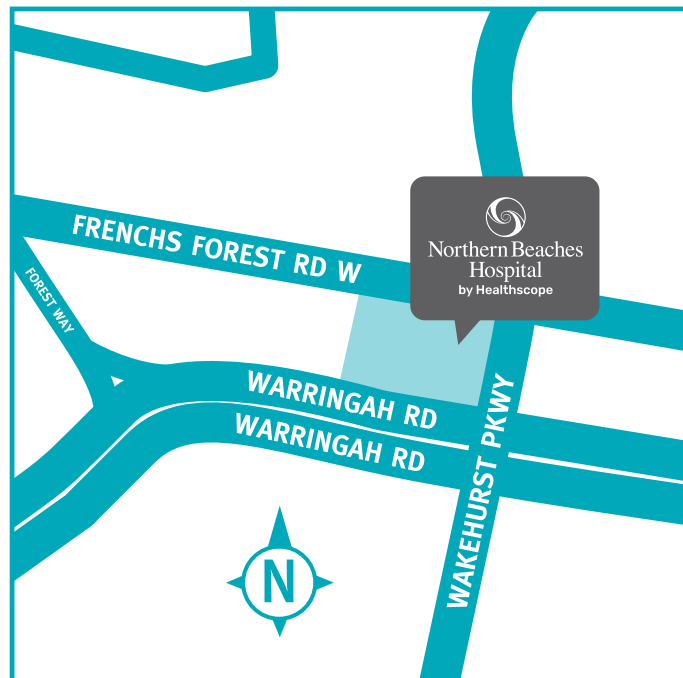 FRENCHS FOREST RD W
Northern Beaches
Hospital
by Healthscope
FOREST WAY
WARRINGAH RD
WARRINGAH RD
WAKEHURST PKWY
N